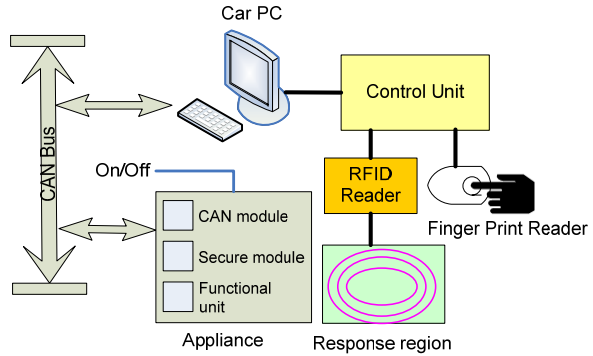 Car PC
Control Unit
CAN Bus
On/Off
RFID
Reader
CAN module
Secure module
Functional
unit
Finger Print Reader
Appliance
Response region